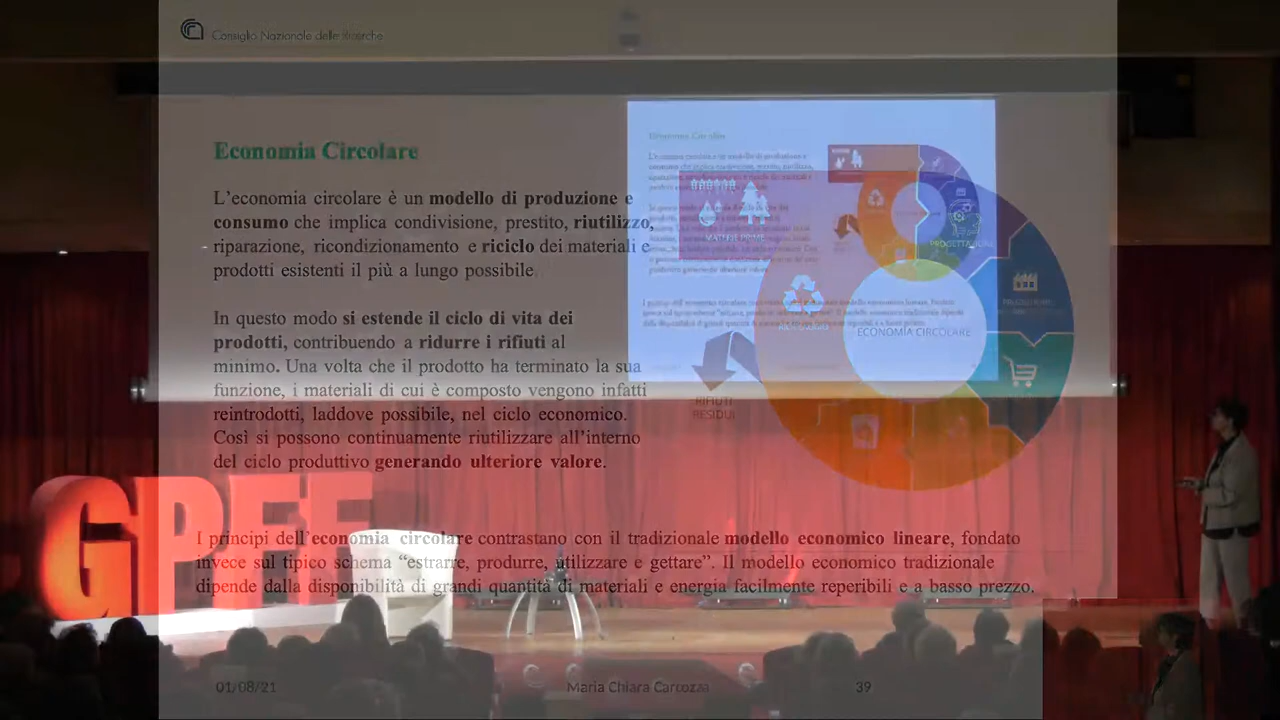 Consiglio Nazionale delle Ricerche
Economia Circolare
L'economia circolare è un modello di produzione e
consumo che implica condivisione, prestito, riutilizzo,
riparazione, ricondizionamento e riciclo dei materiali e
prodotti esistenti il più a lungo possibile.
In questo modo si estende il ciclo di vita dei
prodotti, contribuendo a ridurre i rifiuti al
minimo. Una volta che il prodotto ha terminato la sua
funzione, i materiali di cui è composto vengono infatti
reintrodotti, laddove possibile, nel ciclo economico.
Così si possono continuamente riutilizzare all'interno
del ciclo produttivo generando ulteriore valore.
MATERIE PRIME
PROGETTAZIONE
PRODUZIONE
ECONOMIA CIRCOLARE
RIFIUTI
RESIDUI
I principi dell'economia circolare contrastano con il tradizionale modello economico lineare, fondato
invece sul tipico schema “estrarre, produrre, utilizzare e gettare”. Il modello economico tradizionale
dipende dalla disponibilità di grandi quantità di materiali e energia facilmente reperibili e a basso prezzo.
GPFF
01/08/21
Maria Chiara Carrozza
39